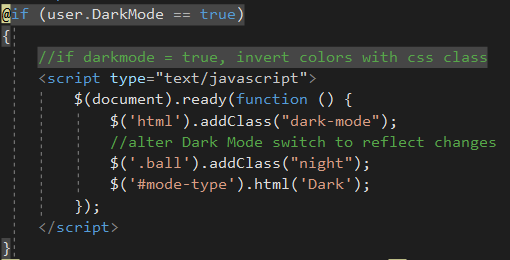 @if (user.DarkMode == true)
{
//if darkmode = true, invert colors with css class
<script type="text/javascript">
$(document).ready(function () {
$('html').addClass("dark-mode");
//alter Dark Mode switch to reflect changes
$('.ball').addClass("night");
$('#mode-type').html('Dark');
});
</script>
}